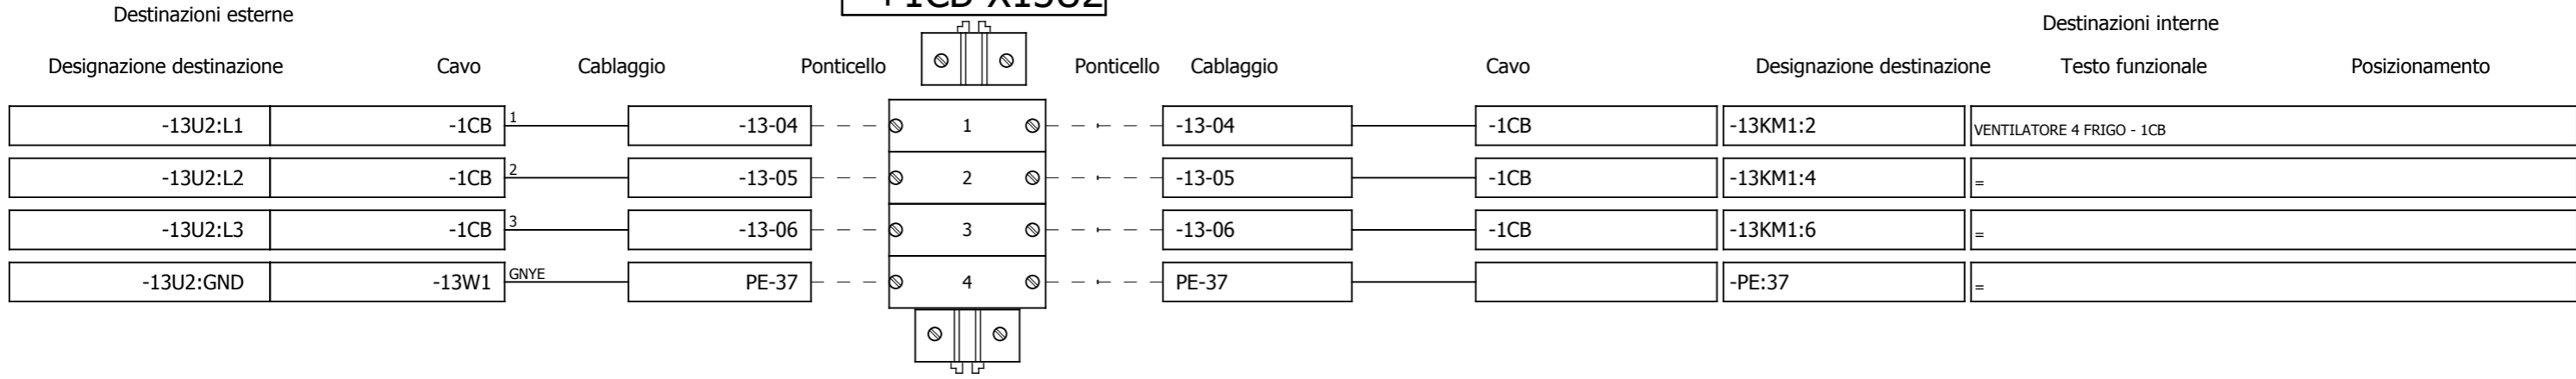 +1CB-X13U2
Destinazioni esterne
Destinazioni interne
Designazione destinazione Cavo Cablaggio Ponticello Ponticello Cablaggio Cavo Designazione destinazione Testo funzionale Posizionamento
-13U2:L1 -1CB 1 -13-04 1 -13-04 -1CB -13KM1:2 VENTILATORE 4 FRIGO - 1CB
-13U2:L2 -1CB 2 -13-05 2 -13-05 -1CB -13KM1:4 =
-13U2:L3 -1CB 3 -13-06 3 -13-06 -1CB -13KM1:6 =
-13U2:GND -13W1 GNYE PE-37 4 PE-37 -PE:37 =